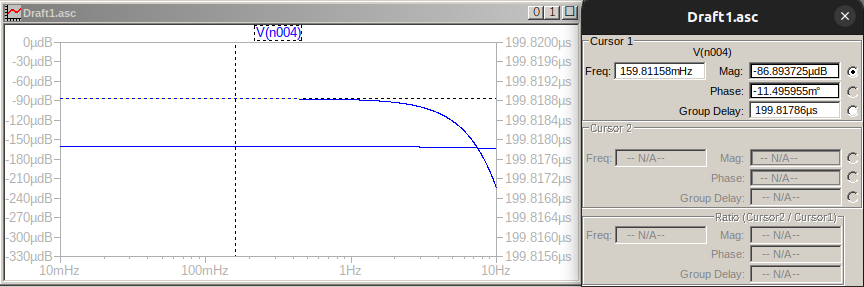 Draft1.asc
V(n004)
0µdB 199.8200µs
-30µdB 199.8196µs
-60µdB 199.8192µs
-90µdB 199.8188µs
-120µdB 199.8184µs
-150µdB 199.8180µs
-180µdB 199.8176µs
-210µdB 199.8172µs
-240µdB 199.8168µs
-270µdB 199.8164µs
-300µdB 199.8160µs
-330µdB 199.8156µs
10mHz 100mHz 1Hz 10Hz
Draft1.asc
Cursor 1
V(n004)
Freq: 159.81158mHz Mag: -86.893725µdB
Phase: -11.495955m°
Group Delay: 199.81786µs
Cursor 2
Freq: -- N/A-- Mag: -- N/A--
Phase: -- N/A--
Group Delay: -- N/A--
Ratio (Cursor2 / Cursor1)
Freq: -- N/A-- Mag: -- N/A--
Phase: -- N/A--
Group Delay: -- N/A--